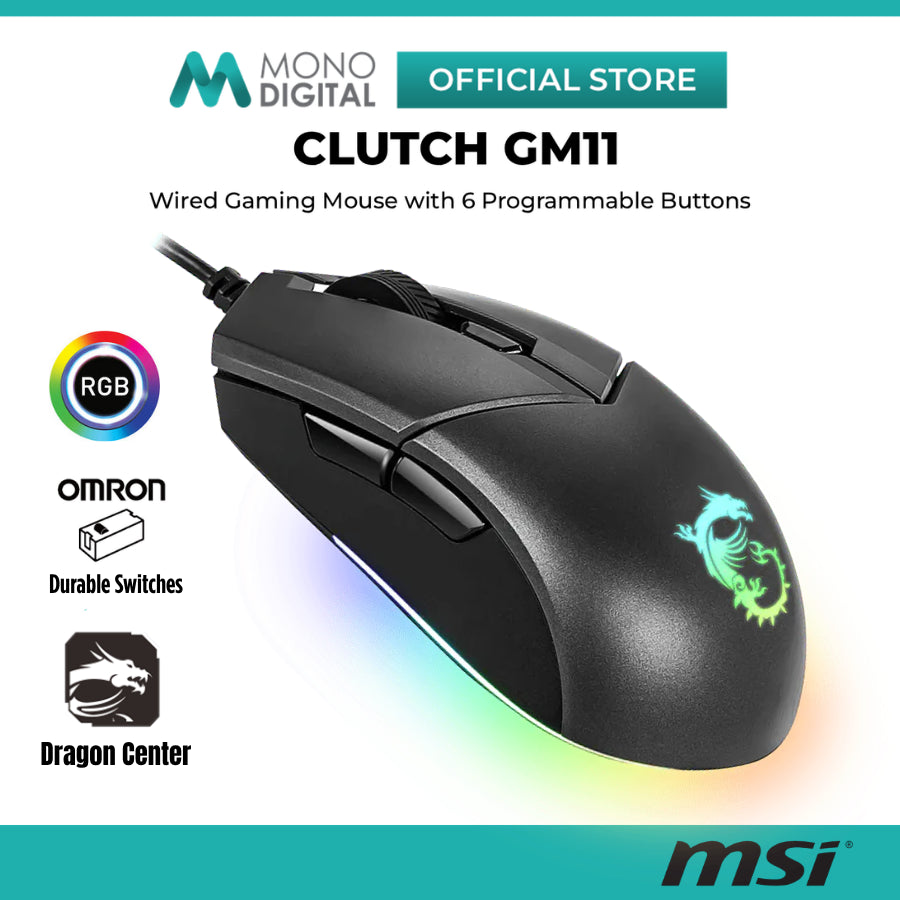 MONO
DIGITAL
OFFICIAL STORE
CLUTCH GM11
Wired Gaming Mouse with 6 Programmable Buttons
RGB
OMRON
Durable Switches
Dragon Center
msi®